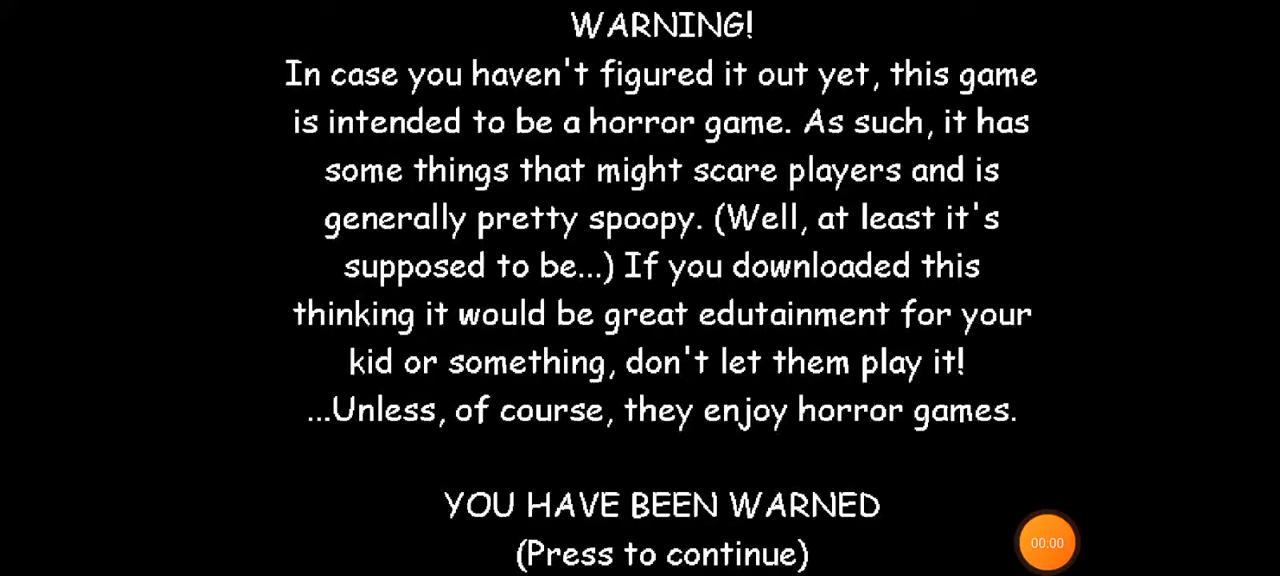 WARNING!
In case you haven't figured it out yet, this game
is intended to be a horror game. As such, it has
some things that might scare players and is
generally pretty spoopy. (Well, at least it's
supposed to be...) If you downloaded this
thinking it would be great edutainment for your
kid or something, don't let them play it!
...Unless, of course, they enjoy horror games.
YOU HAVE BEEN WARNED
(Press to continue)
00:00